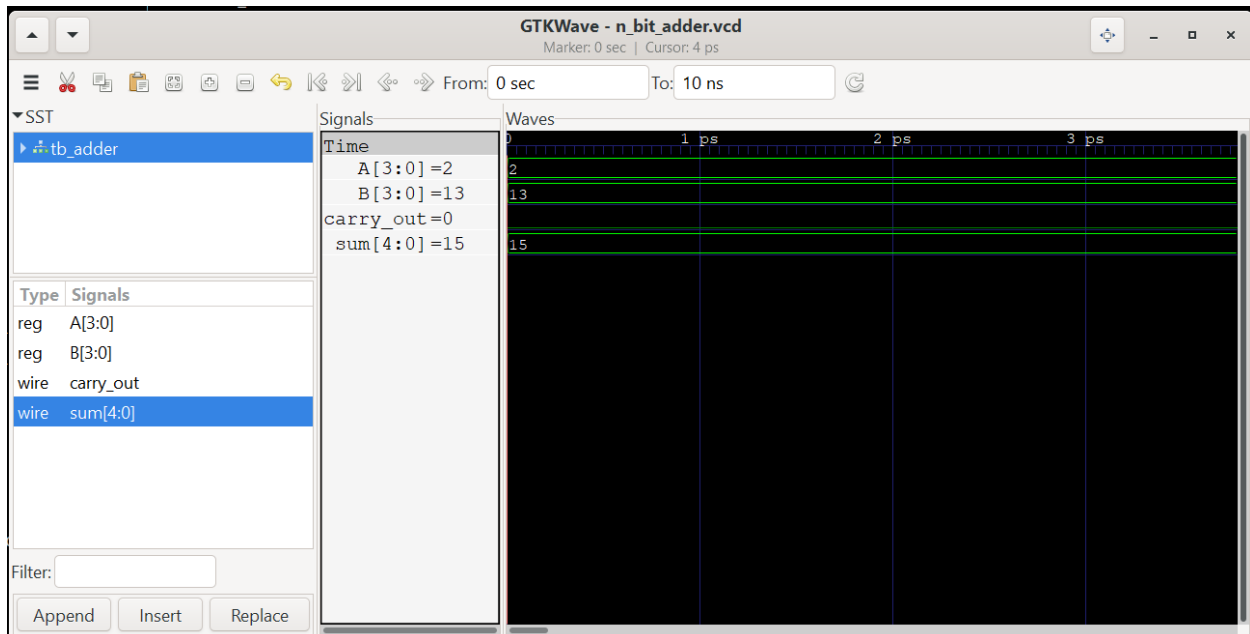 GTKWave - n_bit_adder.vcd
Marker: 0 sec | Cursor: 4 ps
From: 0 sec To: 10 ns
SST
tb_adder
Type Signals
reg A[3:0]
reg B[3:0]
wire carry_out
wire sum[4:0]
Filter:
Append Insert Replace
Signals
Time
A[3:0]=2
B[3:0]=13
carry_out=0
sum[4:0]=15
Waves
0 1 ps 2 ps 3 ps
2
13
15